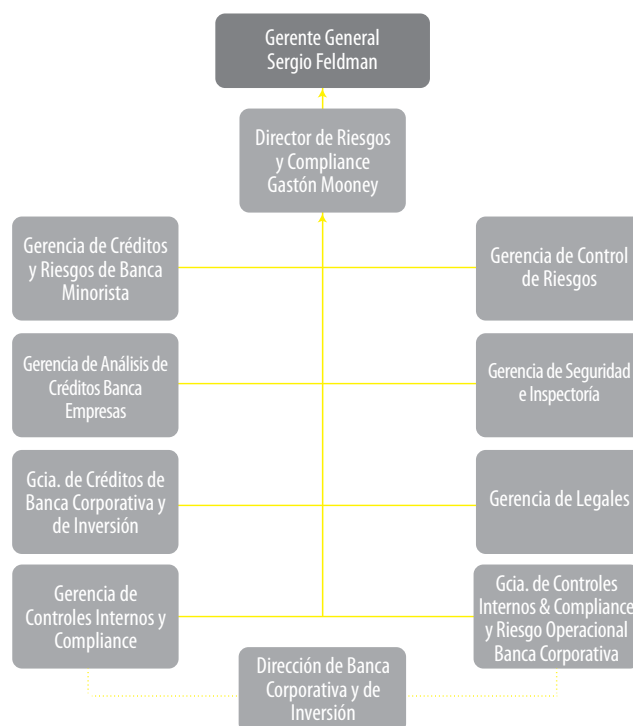 Gerente General
Sergio Feldman
Director de Riesgos
y Compliance
Gastón Mooney
Gerencia de Créditos
y Riesgos de Banca
Minorista
Gerencia de Control
de Riesgos
Gerencia de Análisis de
Créditos Banca
Empresas
Gerencia de Seguridad
e Inspectoría
Gcia. de Créditos de
Banca Corporativa y
de Inversión
Gerencia de Legales
Gerencia de
Controles Internos y
Compliance
Gcia. de Controles
Internos & Compliance
y Riesgo Operacional
Banca Corporativa
Dirección de Banca
Corporativa y de
Inversión